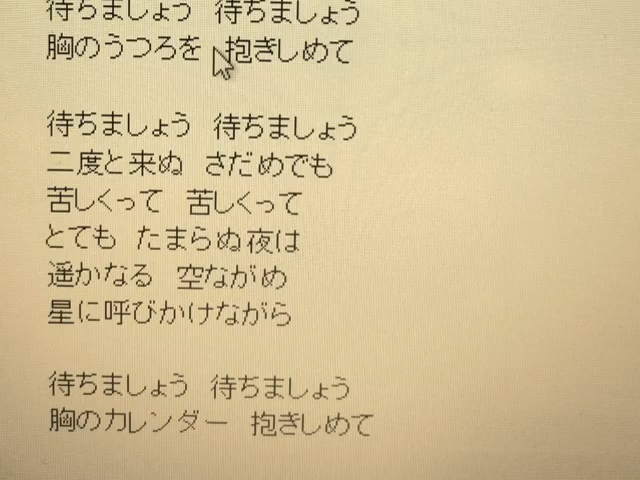 待ちましょう　待ちましょう
胸のうつろを　抱きしめて
待ちましょう　待ちましょう
二度と来ぬ　さだめでも
苦しくって　苦しくって
とても　たまらぬ夜は
遥かなる　空ながめ
星に呼びかけながら
待ちましょう　待ちましょう
胸のカレンダー　抱きしめて